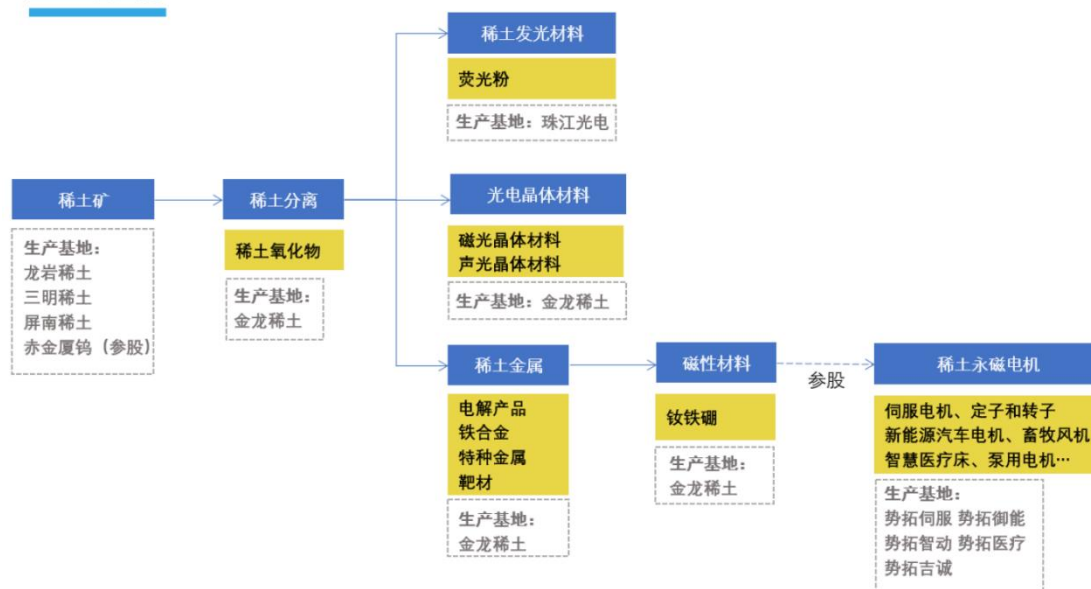 稀土发光材料
荧光粉
生产基地：珠江光电
稀土矿
生产基地：
龙岩稀土
三明稀土
屏南稀土
赤金厦钨（参股）
稀土分离
稀土氧化物
生产基地：
金龙稀土
光电晶体材料
磁光晶体材料
声光晶体材料
生产基地：金龙稀土
稀土金属
电解产品
铁合金
特种金属
靶材
生产基地：
金龙稀土
磁性材料
钕铁硼
生产基地：
金龙稀土
参股
稀土永磁电机
伺服电机、定子和转子
新能源汽车电机、畜牧风机
智慧医疗床、泵用电机…
生产基地：
势拓伺服 势拓御能
势拓智动 势拓医疗
势拓吉诚